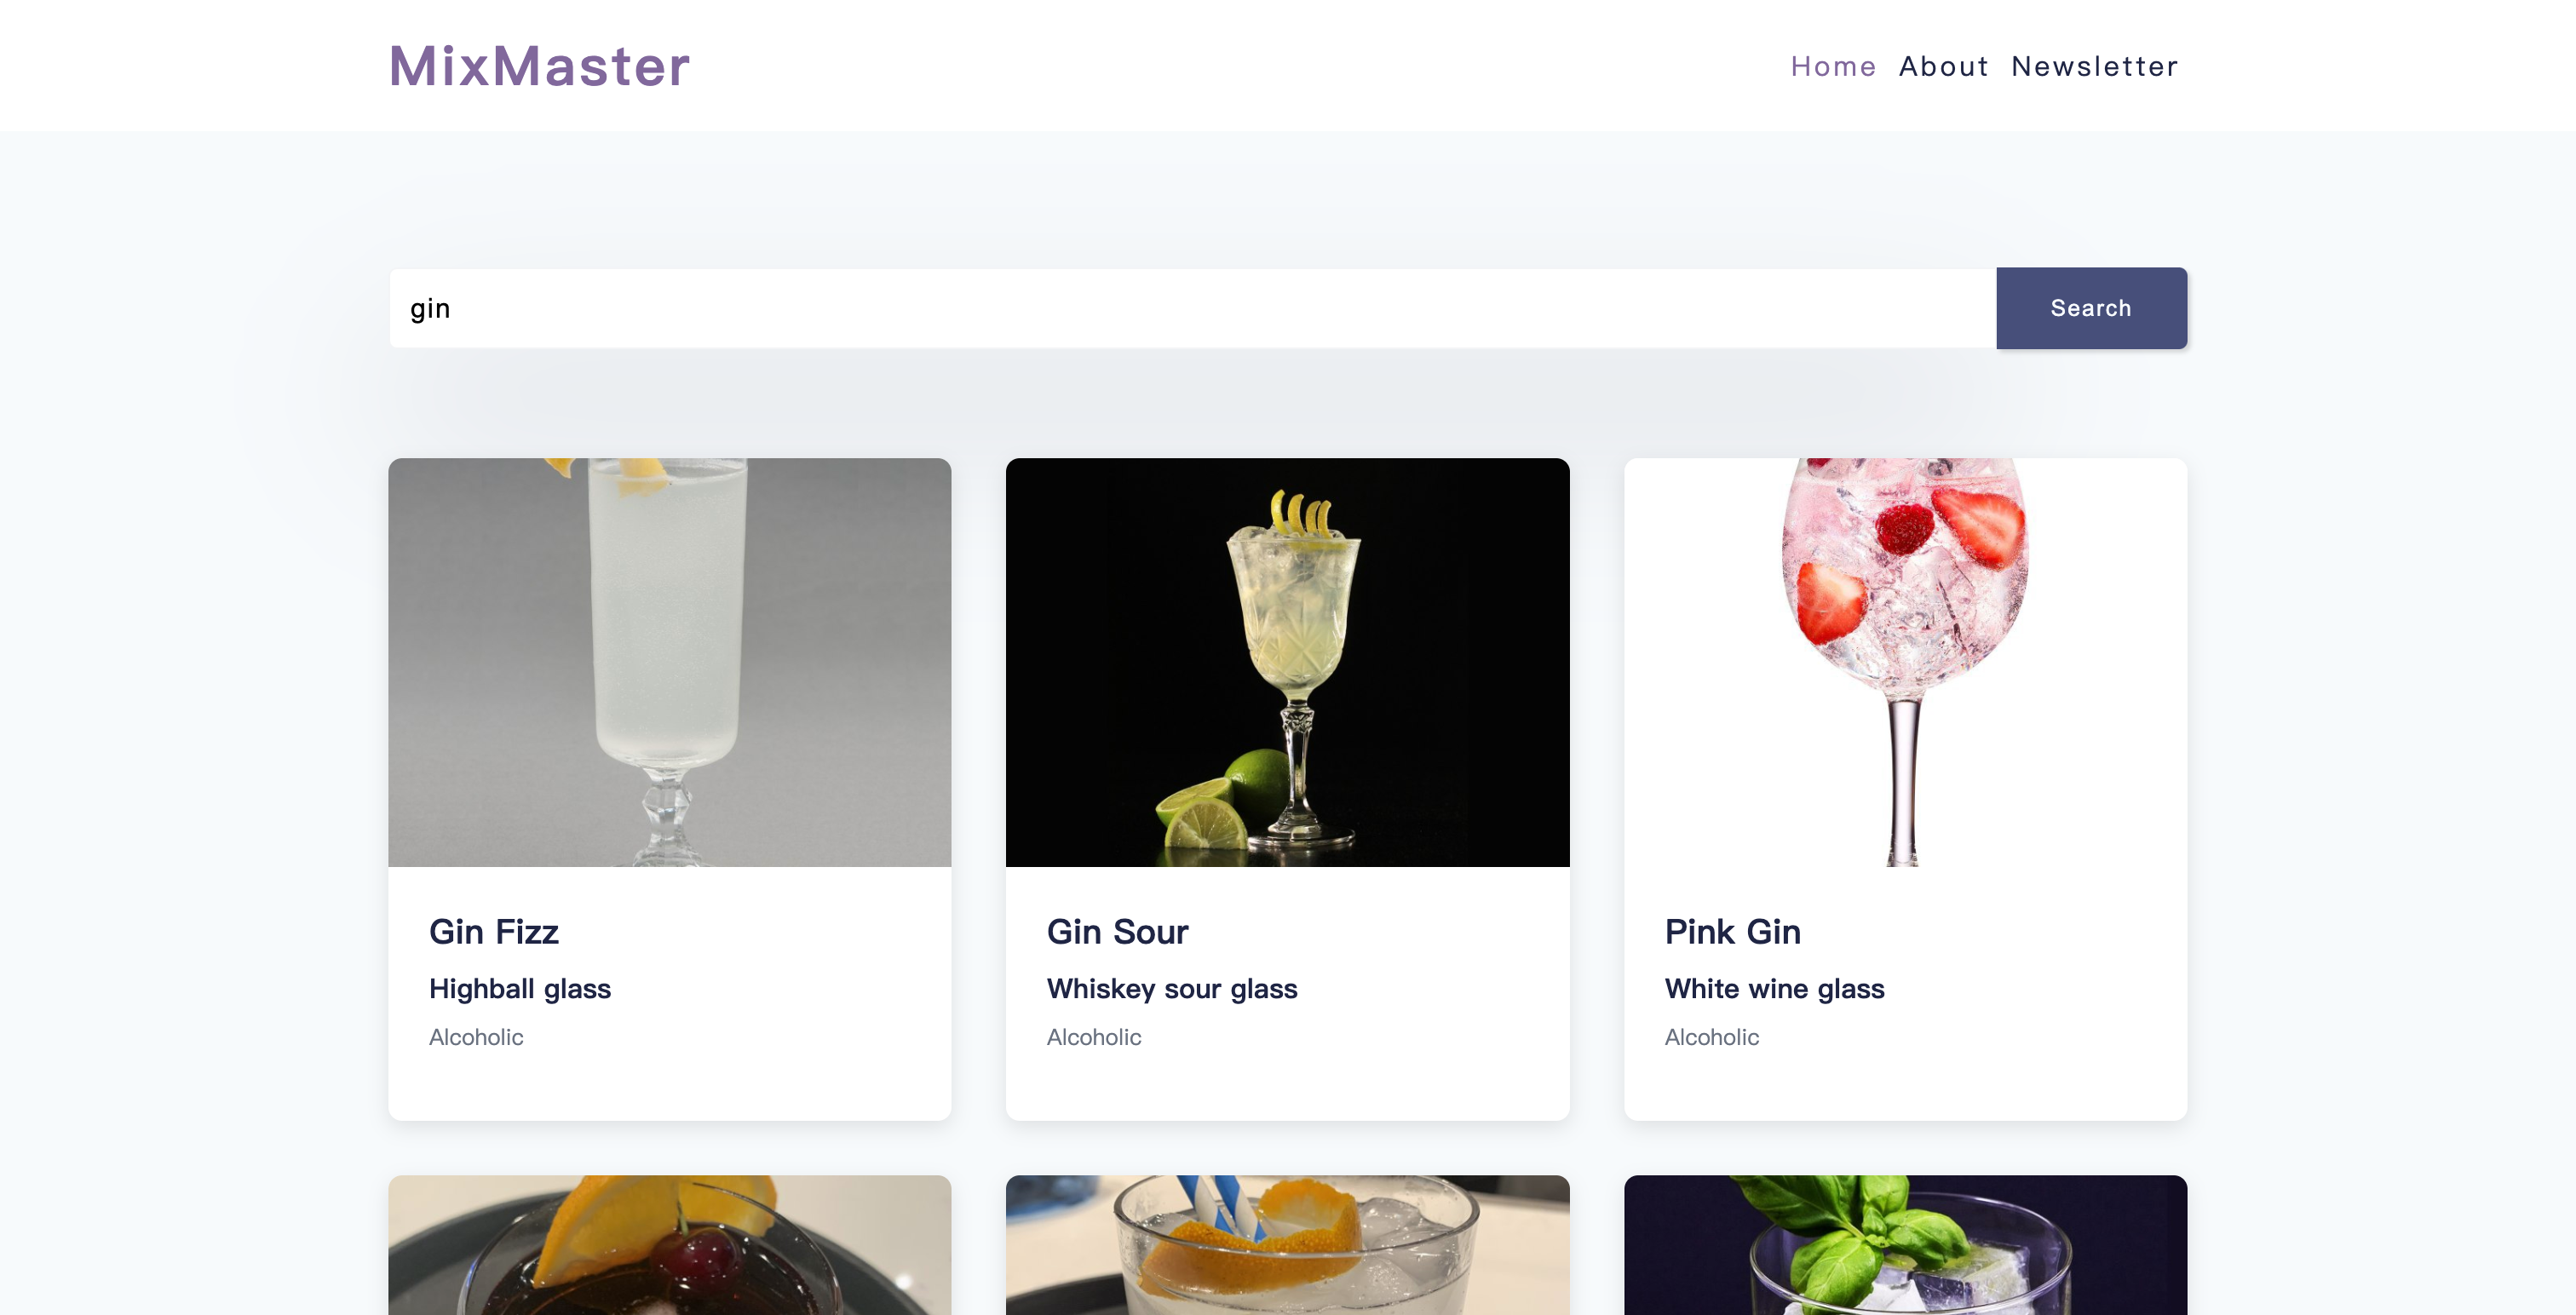 MixMaster
Home About Newsletter
gin
Search
Gin Fizz
Highball glass
Alcoholic
Gin Sour
Whiskey sour glass
Alcoholic
Pink Gin
White wine glass
Alcoholic